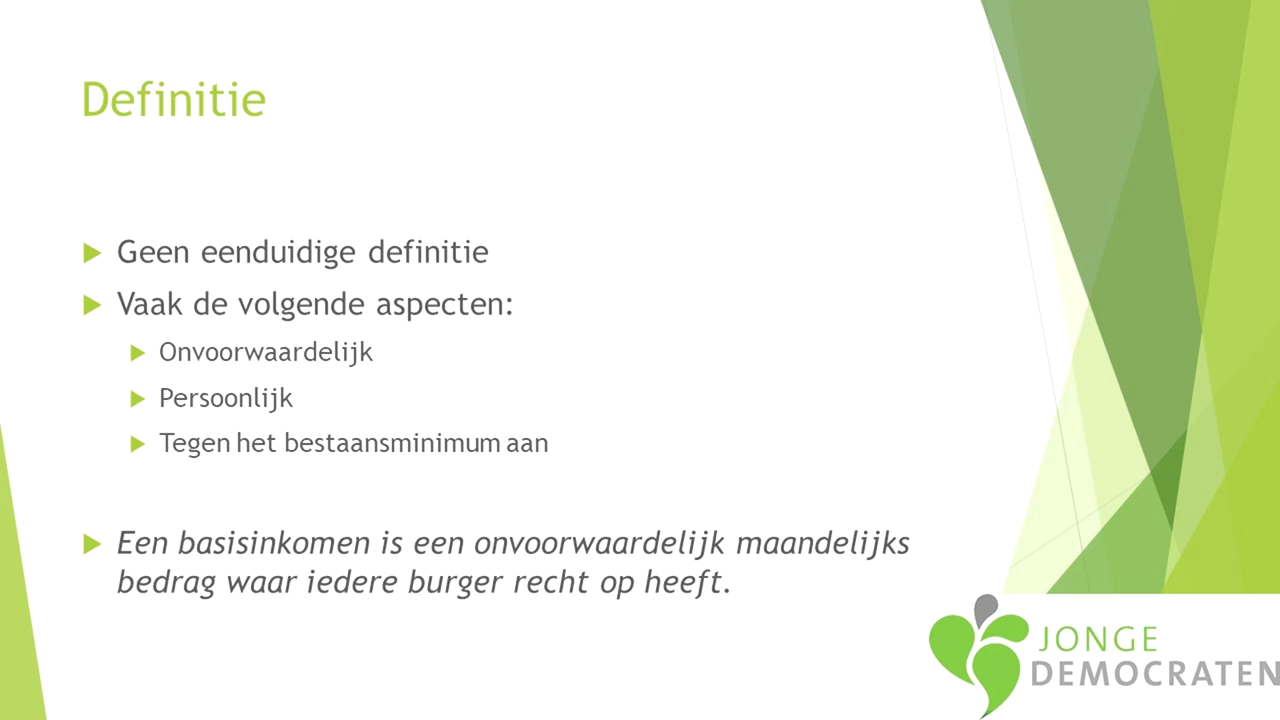 Definitie
Geen eenduidige definitie
Vaak de volgende aspecten:
Onvoorwaardelijk
Persoonlijk
Tegen het bestaansminimum aan
Een basisinkomen is een onvoorwaardelijk maandelijks
bedrag waar iedere burger recht op heeft.
JONGE
DEMOCRATEN